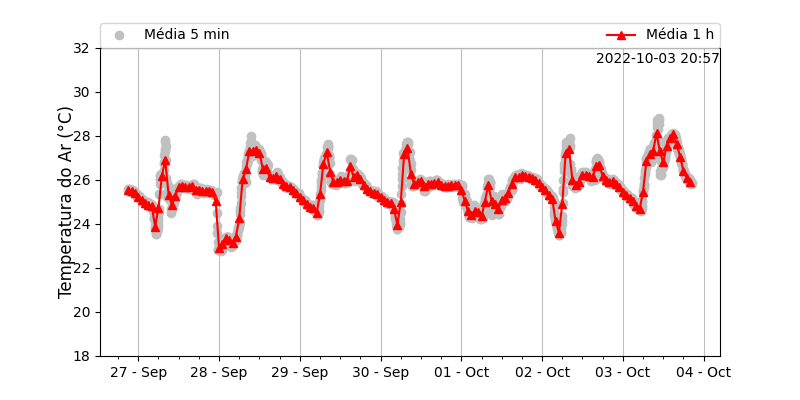 Média 5 min
Média 1 h
2022-10-03 20:57
Temperatura do Ar (°C)
32
30
28
26
24
22
20
18
27 - Sep
28 - Sep
29 - Sep
30 - Sep
01 - Oct
02 - Oct
03 - Oct
04 - Oct